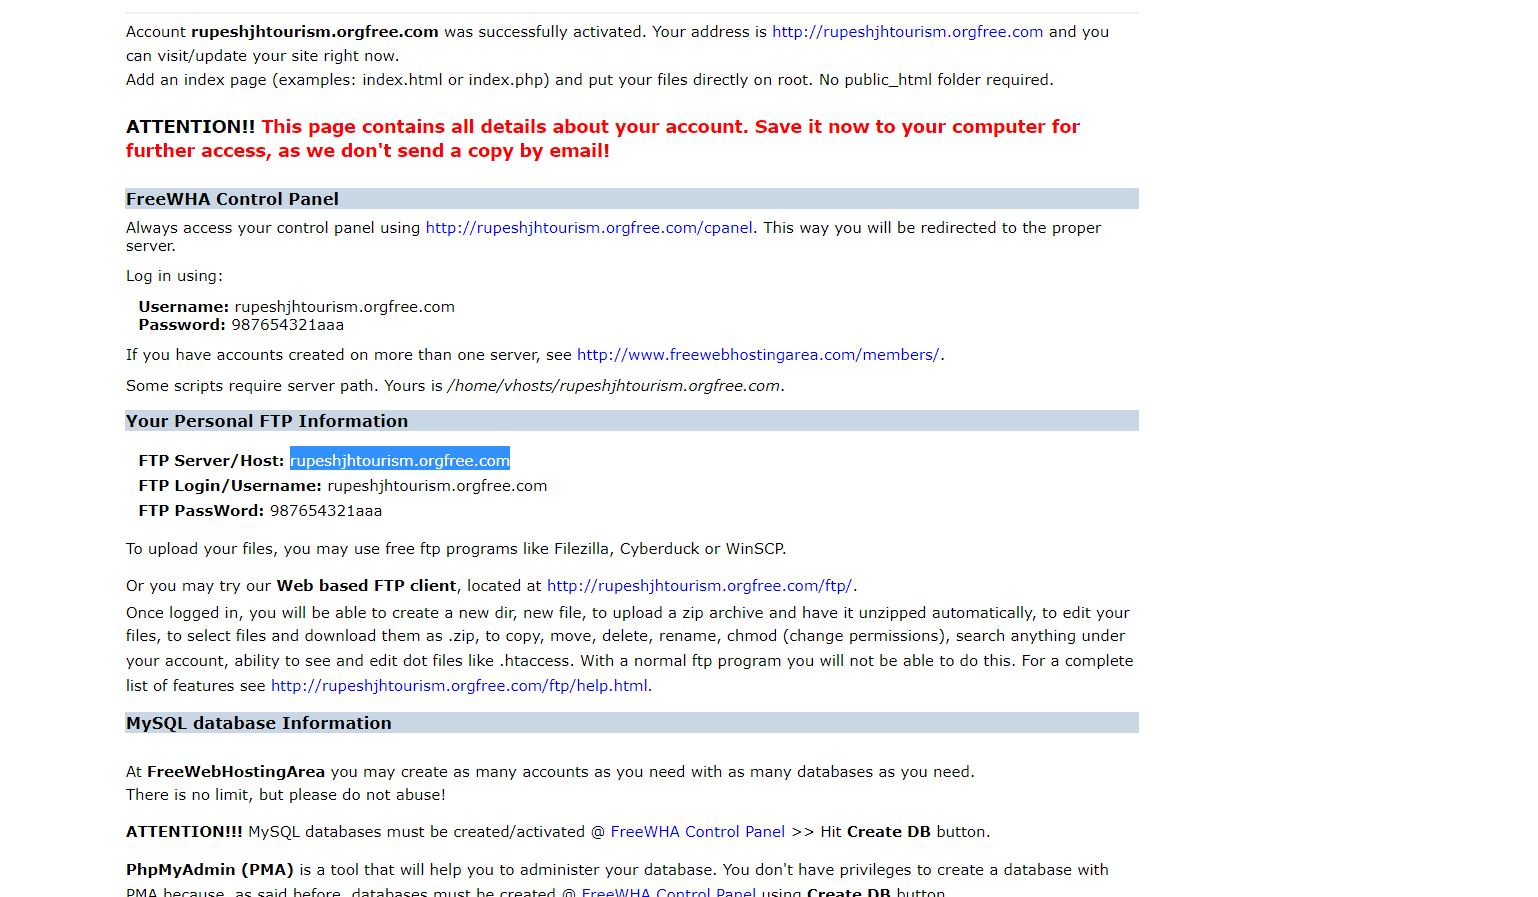 Account rupeshjhtourism.orgfree.com was successfully activated. Your address is http://rupeshjhtourism.orgfree.com and you
can visit/update your site right now.
Add an index page (examples: index.html or index.php) and put your files directly on root. No public_html folder required.
ATTENTION!! This page contains all details about your account. Save it now to your computer for
further access, as we don't send a copy by email!
FreeWHA Control Panel
Always access your control panel using http://rupeshjhtourism.orgfree.com/cpanel. This way you will be redirected to the proper
server.
Log in using:
Username: rupeshjhtourism.orgfree.com
Password: 987654321aaa
If you have accounts created on more than one server, see http://www.freewebhostingarea.com/members/.
Some scripts require server path. Yours is /home/vhosts/rupeshjhtourism.orgfree.com.
Your Personal FTP Information
FTP Server/Host: rupeshjhtourism.orgfree.com
FTP Login/Username: rupeshjhtourism.orgfree.com
FTP PassWord: 987654321aaa
To upload your files, you may use free ftp programs like Filezilla, Cyberduck or WinSCP.
Or you may try our Web based FTP client, located at http://rupeshjhtourism.orgfree.com/ftp/.
Once logged in, you will be able to create a new dir, new file, to upload a zip archive and have it unzipped automatically, to edit your
files, to select files and download them as .zip, to copy, move, delete, rename, chmod (change permissions), search anything under
your account, ability to see and edit dot files like .htaccess. With a normal ftp program you will not be able to do this. For a complete
list of features see http://rupeshjhtourism.orgfree.com/ftp/help.html.
MySQL database Information
At FreeWebHostingArea you may create as many accounts as you need with as many databases as you need.
There is no limit, but please do not abuse!
ATTENTION!!! MySQL databases must be created/activated @ FreeWHA Control Panel >> Hit Create DB button.
PhpMyAdmin (PMA) is a tool that will help you to administer your database. You don't have privileges to create a database with
PMA because, as said before, databases must be created @ FreeWHA Control Panel using Create DB button.